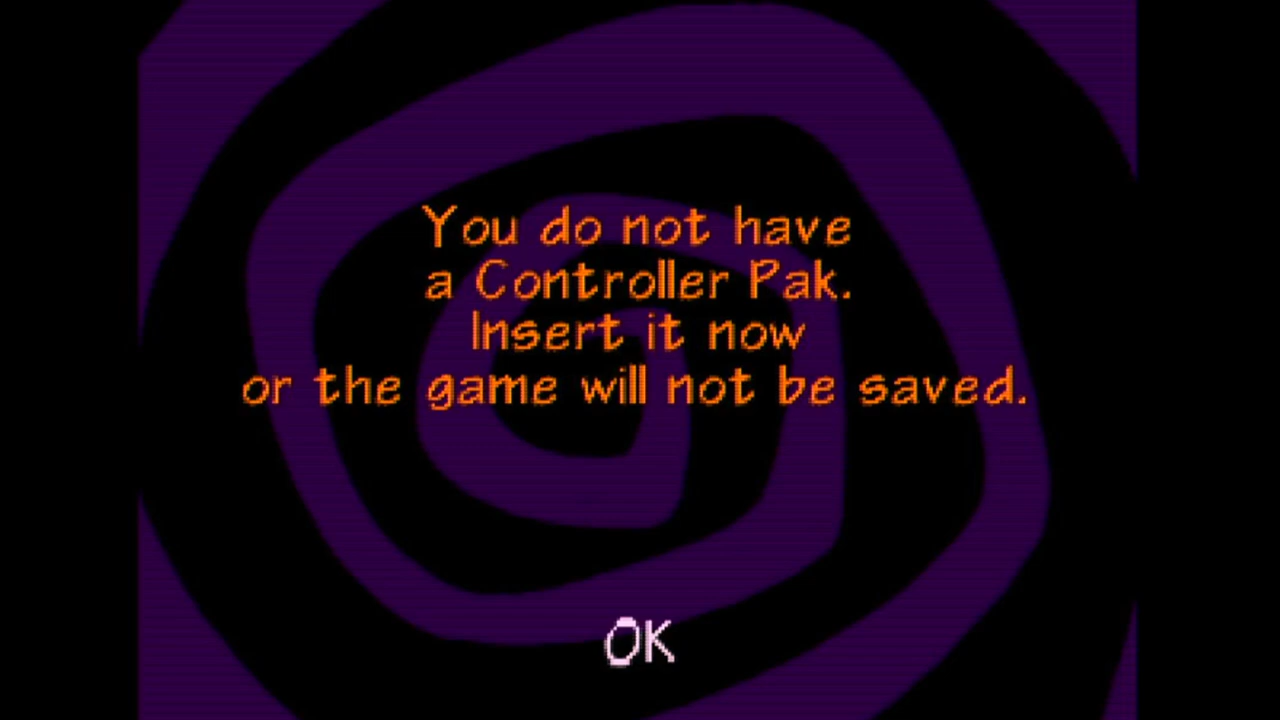 You do not have
a Controller Pak.
Insert it now
or the game will not be saved.
OK